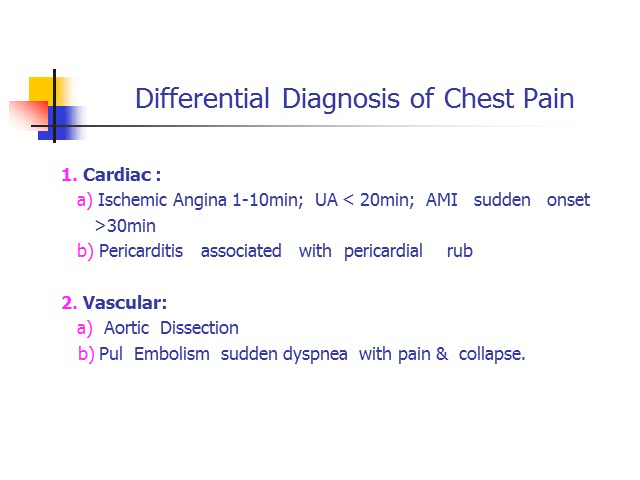 Differential Diagnosis of Chest Pain
1. Cardiac :
a) Ischemic Angina 1-10min; UA < 20min; AMI sudden onset
>30min
b) Pericarditis associated with pericardial rub
2. Vascular:
a) Aortic Dissection
b) Pul Embolism sudden dyspnea with pain & collapse.